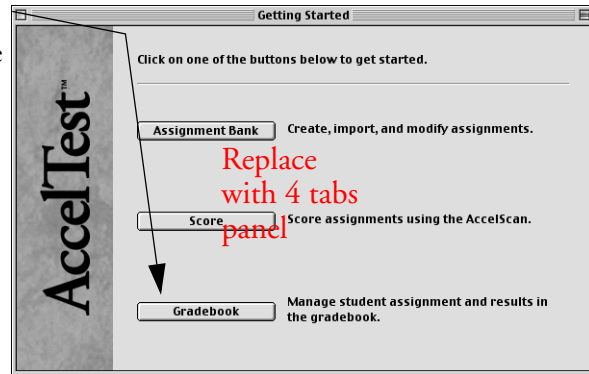 Getting Started
Click on one of the buttons below to get started.
AccelTest™
Assignment Bank
Create, import, and modify assignments.
Replace
with 4 tabs
panel
Score
Score assignments using the AccelScan.
Gradebook
Manage student assignment and results in
the gradebook.